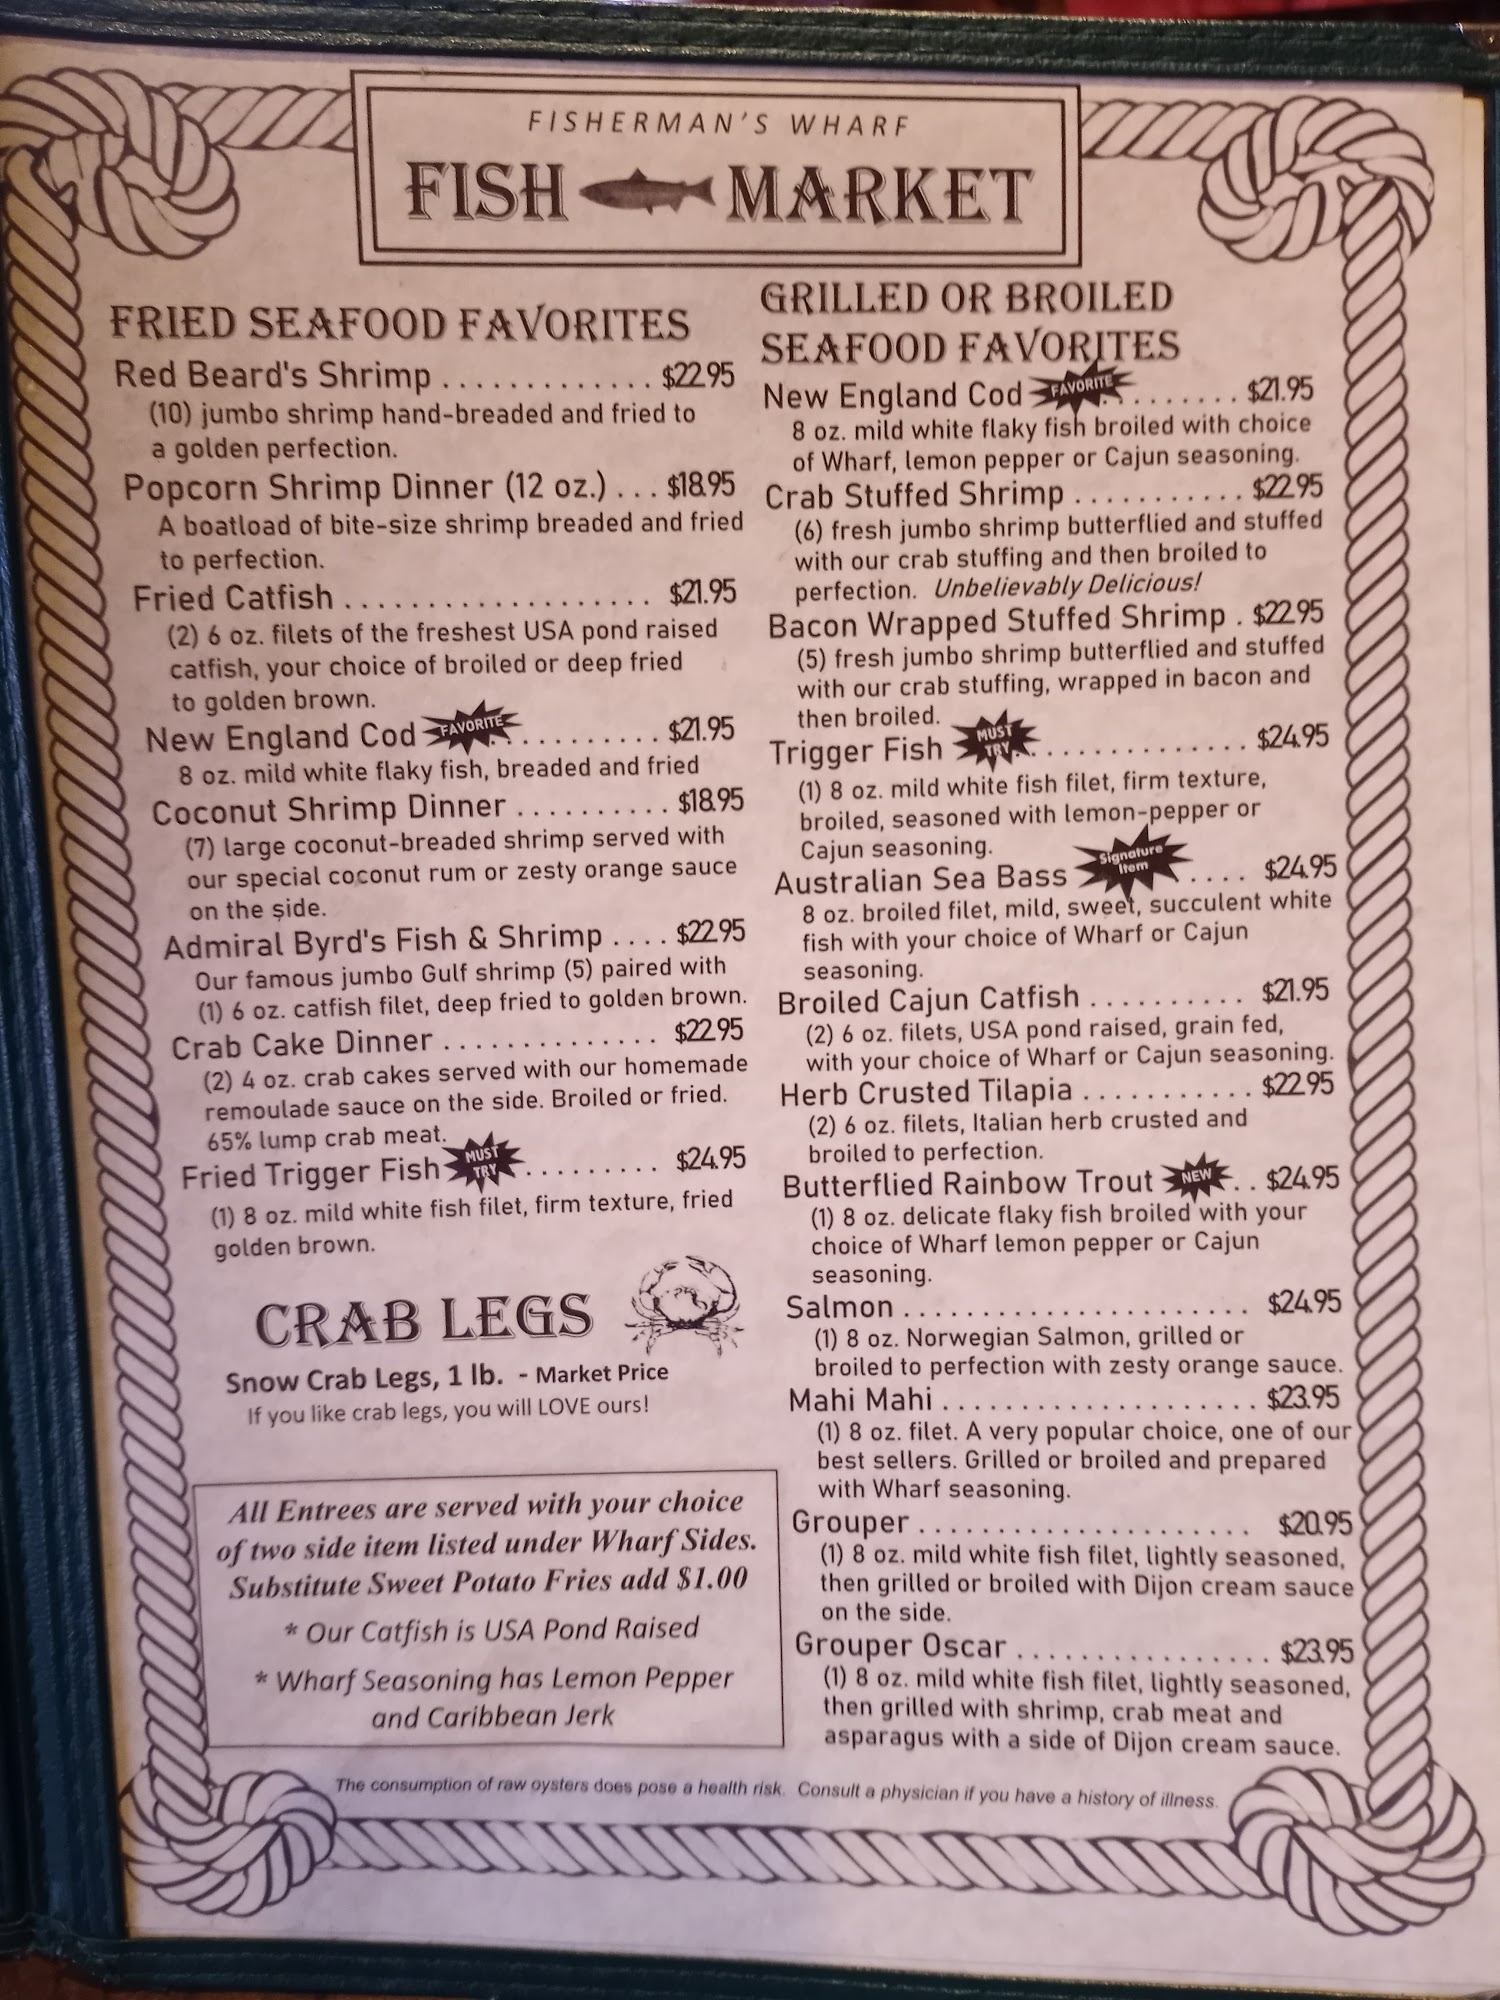 FISHERMAN'S WHARF
FISH MARKET
FRIED SEAFOOD FAVORITES
Red Beard's Shrimp . . . . . . . . . . . . . $22.95
(10) jumbo shrimp hand-breaded and fried to
a golden perfection.
Popcorn Shrimp Dinner (12 oz.) . . . $18.95
A boatload of bite-size shrimp breaded and fried
to perfection.
Fried Catfish . . . . . . . . . . . . . . . . . . . $21.95
(2) 6 oz. filets of the freshest USA pond raised
catfish, your choice of broiled or deep fried
to golden brown.
New England Cod FAVORITE . . . . . . . . . . . $21.95
8 oz. mild white flaky fish, breaded and fried
Coconut Shrimp Dinner . . . . . . . . . . $18.95
(7) large coconut-breaded shrimp served with
our special coconut rum or zesty orange sauce
on the side.
Admiral Byrd's Fish & Shrimp . . . . $22.95
Our famous jumbo Gulf shrimp (5) paired with
(1) 6 oz. catfish filet, deep fried to golden brown.
Crab Cake Dinner . . . . . . . . . . . . . . $22.95
(2) 4 oz. crab cakes served with our homemade
remoulade sauce on the side. Broiled or fried.
65% lump crab meat.
Fried Trigger Fish MUST TRY . . . . . . . . . $24.95
(1) 8 oz. mild white fish filet, firm texture, fried
golden brown.
CRAB LEGS
Snow Crab Legs, 1 lb. - Market Price
If you like crab legs, you will LOVE ours!
All Entrees are served with your choice
of two side item listed under Wharf Sides.
Substitute Sweet Potato Fries add $1.00
* Our Catfish is USA Pond Raised
* Wharf Seasoning has Lemon Pepper
and Caribbean Jerk
GRILLED OR BROILED
SEAFOOD FAVORITES
New England Cod FAVORITE . . . . . . . . $21.95
8 oz. mild white flaky fish broiled with choice
of Wharf, lemon pepper or Cajun seasoning.
Crab Stuffed Shrimp . . . . . . . . . . . $22.95
(6) fresh jumbo shrimp butterflied and stuffed
with our crab stuffing and then broiled to
perfection. Unbelievably Delicious!
Bacon Wrapped Stuffed Shrimp . $22.95
(5) fresh jumbo shrimp butterflied and stuffed
with our crab stuffing, wrapped in bacon and
then broiled.
Trigger Fish MUST TRY . . . . . . . . . . . . . $24.95
(1) 8 oz. mild white fish filet, firm texture,
broiled, seasoned with lemon-pepper or
Cajun seasoning.
Australian Sea Bass Signature Item . . . . $24.95
8 oz. broiled filet, mild, sweet, succulent white
fish with your choice of Wharf or Cajun
seasoning.
Broiled Cajun Catfish . . . . . . . . . . $21.95
(2) 6 oz. filets, USA pond raised, grain fed,
with your choice of Wharf or Cajun seasoning.
Herb Crusted Tilapia . . . . . . . . . . . $22.95
(2) 6 oz. filets, Italian herb crusted and
broiled to perfection.
Butterflied Rainbow Trout NEW . . $24.95
(1) 8 oz. delicate flaky fish broiled with your
choice of Wharf lemon pepper or Cajun
seasoning.
Salmon . . . . . . . . . . . . . . . . . . . . . . $24.95
(1) 8 oz. Norwegian Salmon, grilled or
broiled to perfection with zesty orange sauce.
Mahi Mahi . . . . . . . . . . . . . . . . . . . . $23.95
(1) 8 oz. filet. A very popular choice, one of our
best sellers. Grilled or broiled and prepared
with Wharf seasoning.
Grouper . . . . . . . . . . . . . . . . . . . . . $20.95
(1) 8 oz. mild white fish filet, lightly seasoned,
then grilled or broiled with Dijon cream sauce
on the side.
Grouper Oscar . . . . . . . . . . . . . . . . $23.95
(1) 8 oz. mild white fish filet, lightly seasoned,
then grilled with shrimp, crab meat and
asparagus with a side of Dijon cream sauce.
The consumption of raw oysters does pose a health risk. Consult a physician if you have a history of illness.